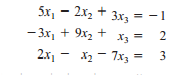 5x₁ − 2x₂ + 3x₃ = −1
−3x₁ + 9x₂ + x₃ = 2
2x₁ − x₂ − 7x₃ = 3